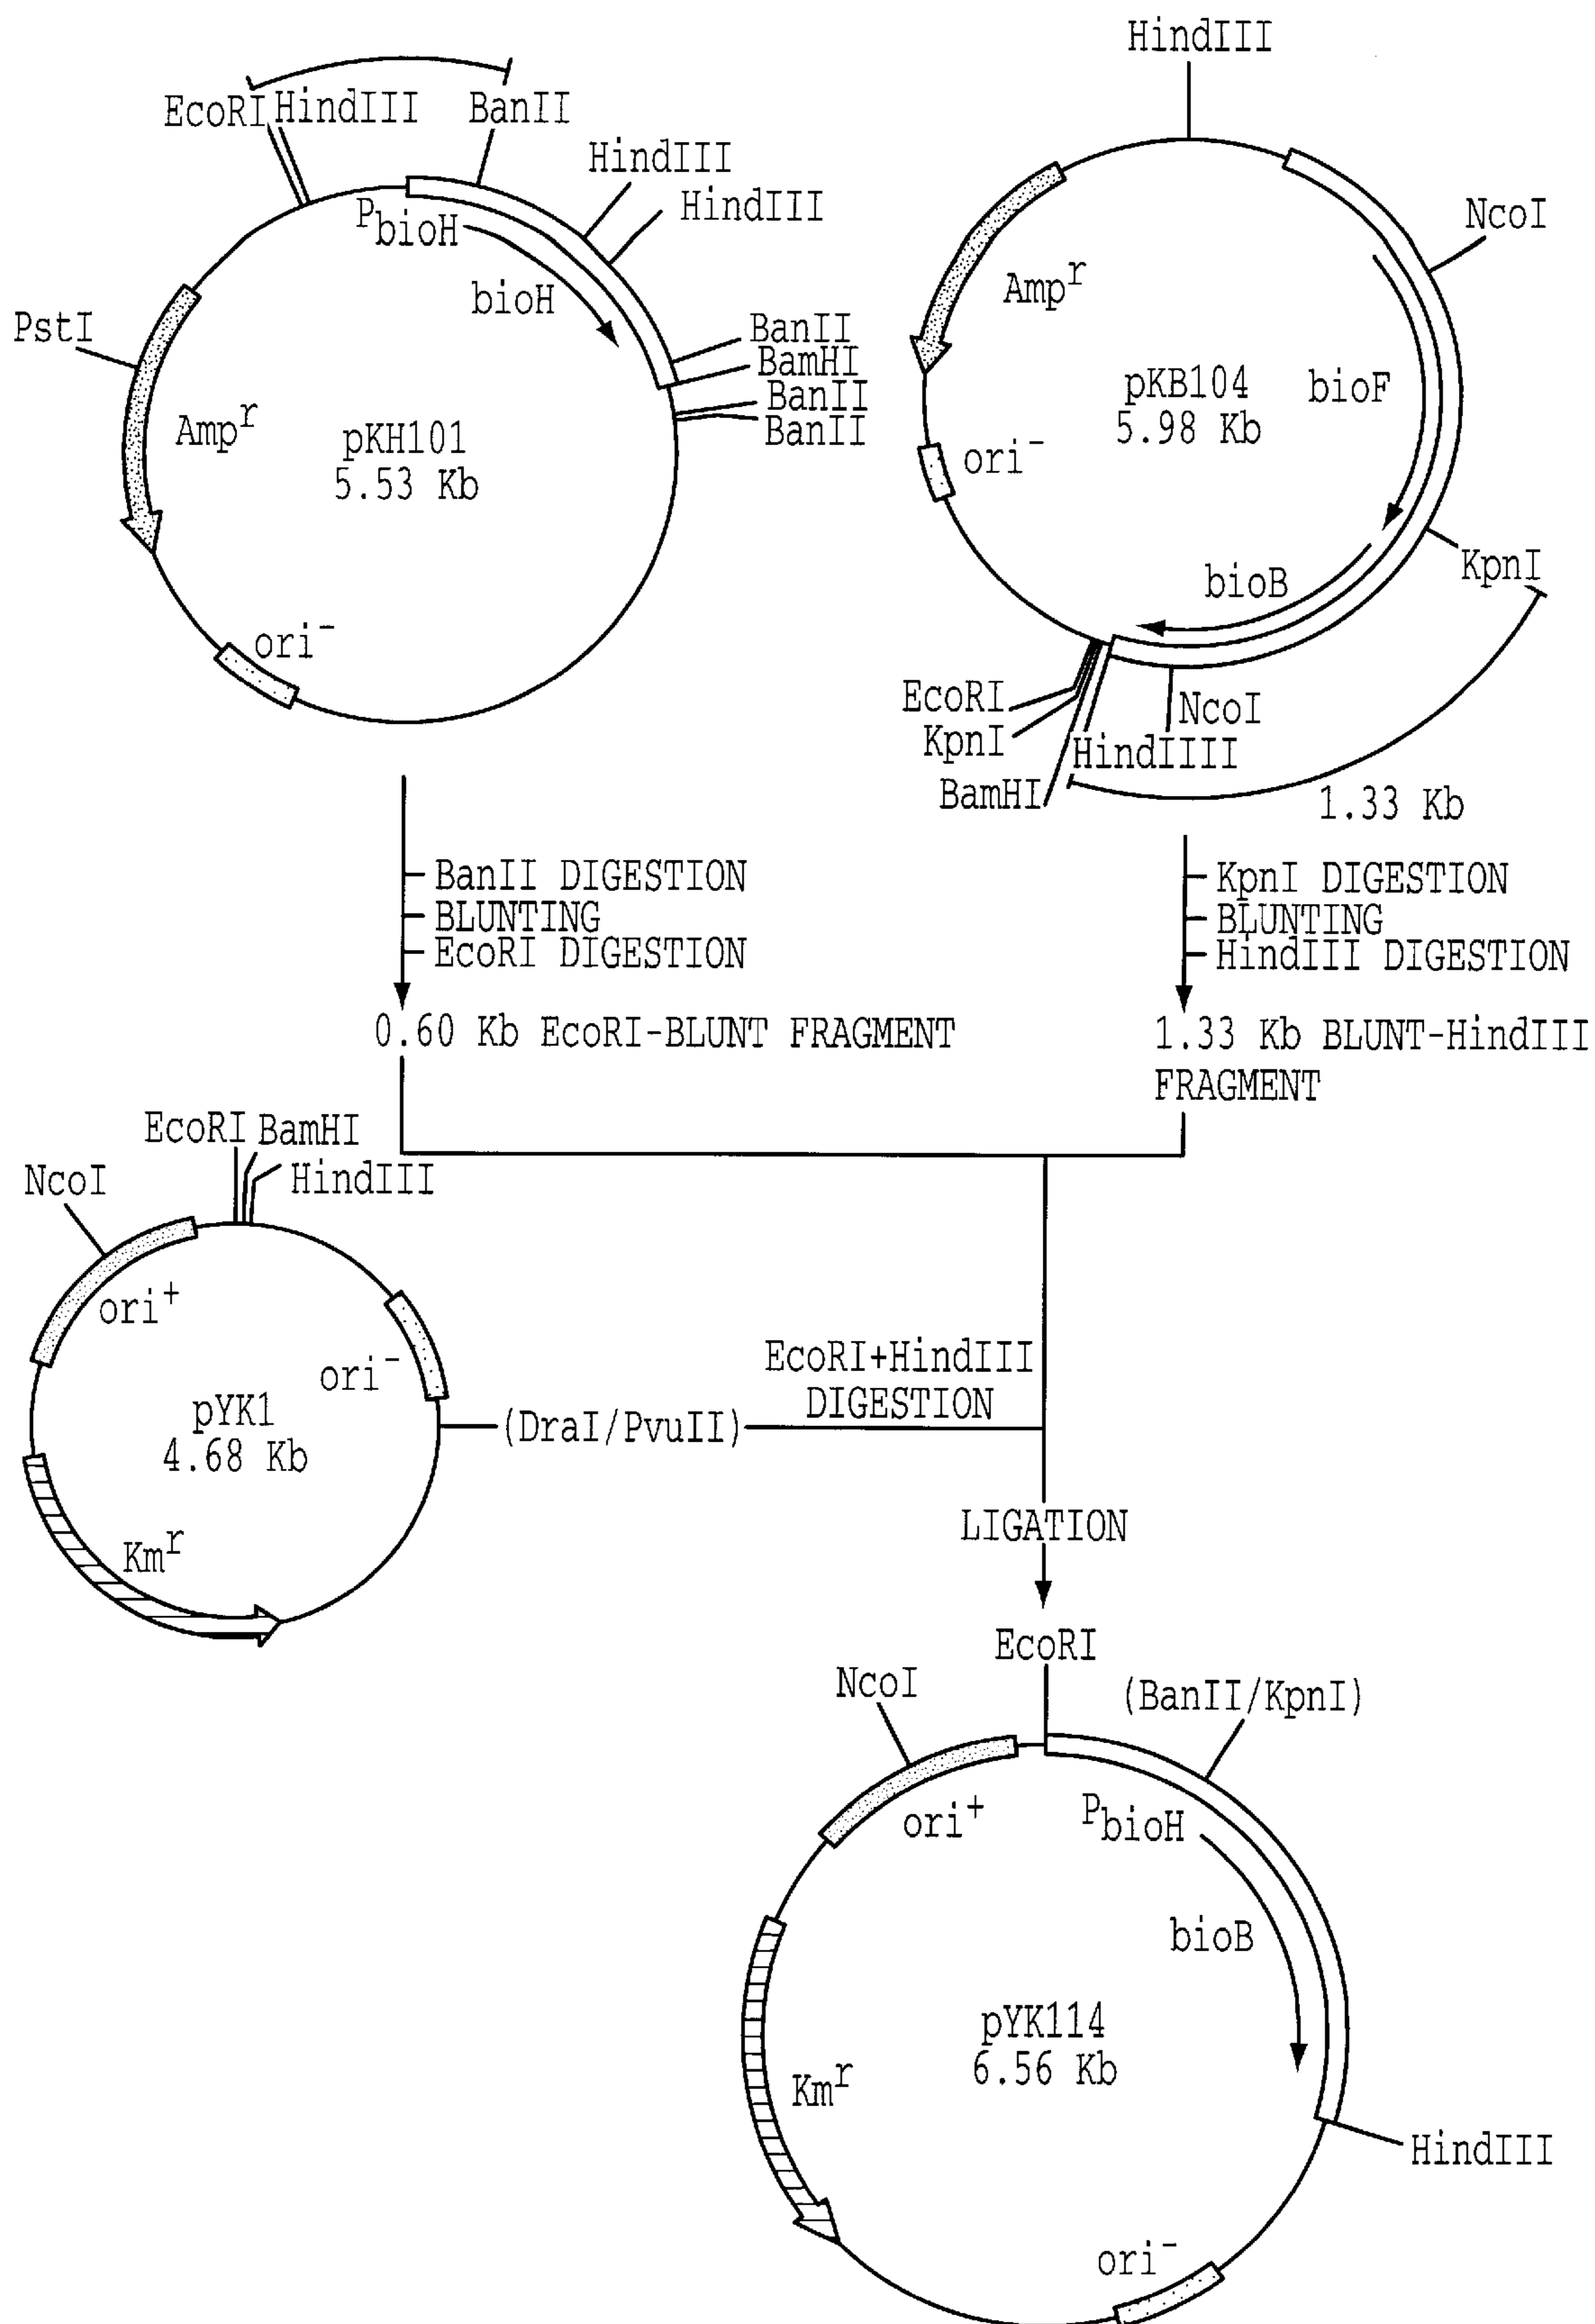 HindIII
EcoRI HindIII BanII
HindIII
HindIII
P bioH
bioH
PstI
Amp r
pKH101
5.53 Kb
BanII
BamHI
BanII
BanII
ori -
NcoI
Amp r
pKB104
5.98 Kb
bioF
ori -
KpnI
bioB
EcoRI
KpnI
BamHI
HindIIII
NcoI
1.33 Kb
BanII DIGESTION
BLUNTING
EcoRI DIGESTION
0.60 Kb EcoRI-BLUNT FRAGMENT
KpnI DIGESTION
BLUNTING
HindIII DIGESTION
1.33 Kb BLUNT-HindIII
FRAGMENT
EcoRI BamHI
HindIII
NcoI
ori +
ori -
pYK1
4.68 Kb
Km r
(DraI/PvuII)
EcoRI+HindIII
DIGESTION
LIGATION
EcoRI
NcoI
(BanII/KpnI)
ori +
P bioH
bioB
pYK114
6.56 Kb
Km r
HindIII
ori -